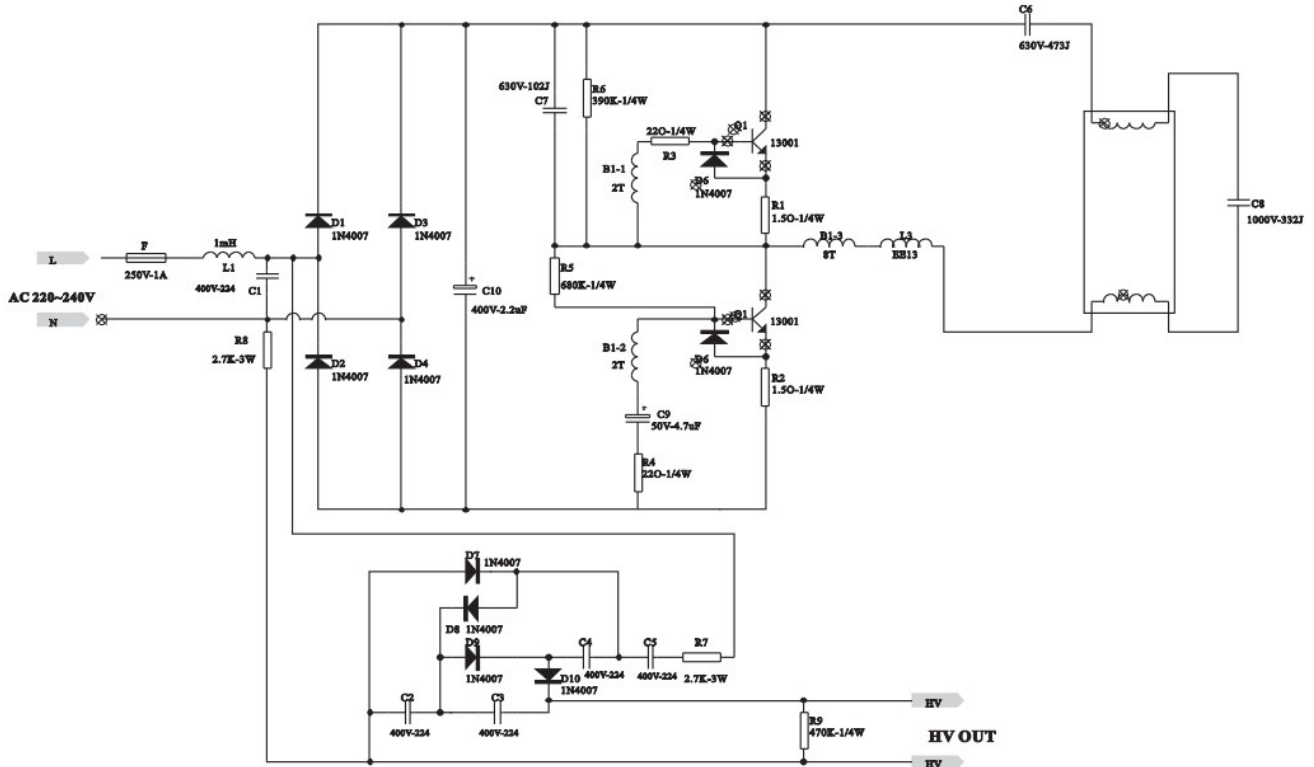 C6
630V-473J
630V-102J
C7
R6
390K-1/4W
22O-1/4W
R3
Q1
13001
B1-1
2T
D6
1N4007
R1
1.5O-1/4W
C8
1000V-332J
D1
1N4007
D3
1N4007
F
250V-1A
1mH
L1
L
400V-224
C1
AC 220~240V
N
B1-3
8T
L3
EE13
R5
680K-1/4W
C10
400V-2.2uF
Q1
13001
R8
2.7K-3W
D2
1N4007
D4
1N4007
B1-2
2T
D6
1N4007
R2
1.5O-1/4W
C9
50V-4.7uF
R4
22O-1/4W
D7
1N4007
D8 1N4007
D9
1N4007
C4
400V-224
C5
400V-224
R7
2.7K-3W
D10
1N4007
C2
400V-224
C3
400V-224
HV
R9
470K-1/4W
HV OUT
HV